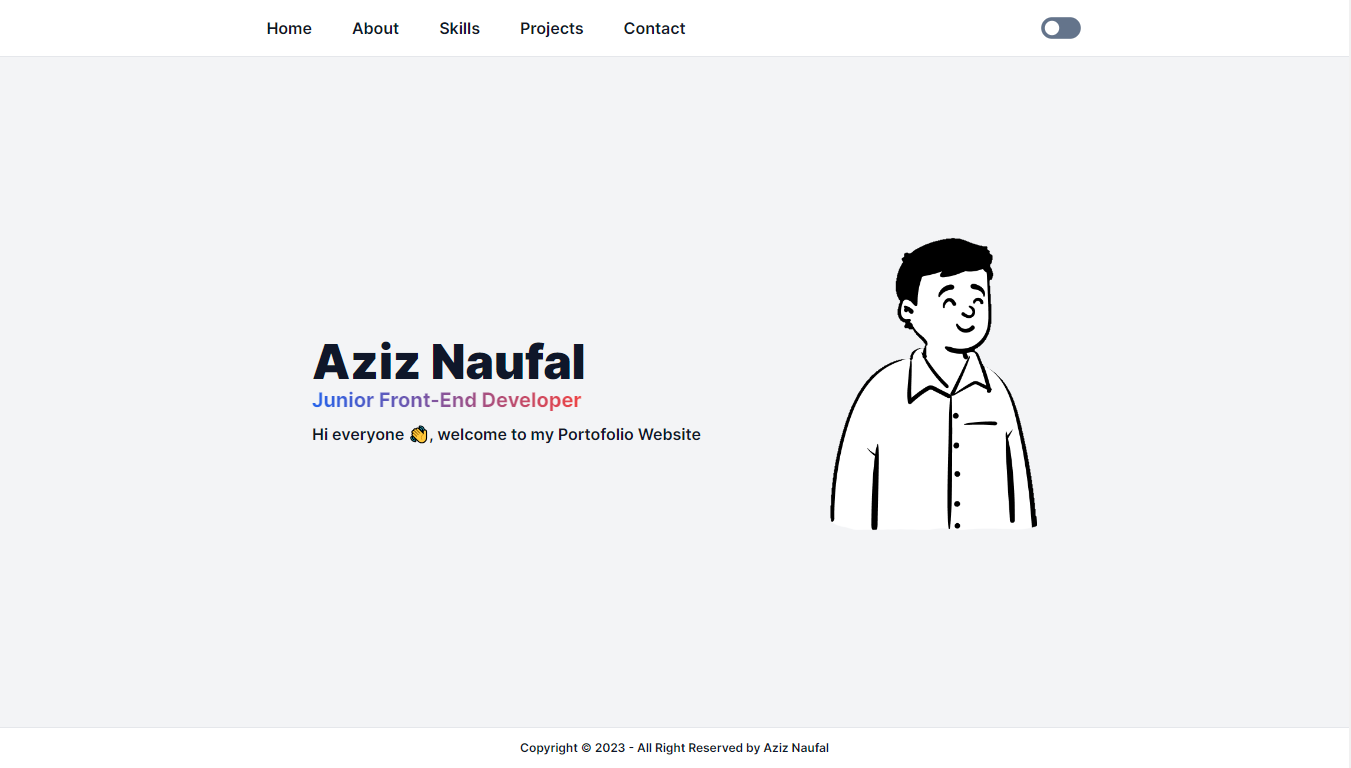 Home About Skills Projects Contact
Aziz Naufal
Junior Front-End Developer
Hi everyone 👏, welcome to my Portofolio Website
Copyright © 2023 - All Right Reserved by Aziz Naufal